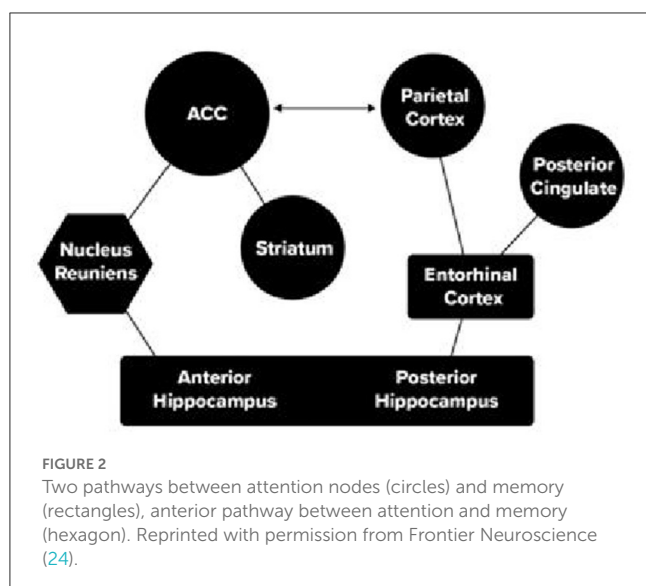 ACC
Parietal
Cortex
Posterior
Cingulate
Nucleus
Reuniens
Striatum
Entorhinal
Cortex
Anterior
Hippocampus
Posterior
Hippocampus
FIGURE 2
Two pathways between attention nodes (circles) and memory
(rectangles), anterior pathway between attention and memory
(hexagon). Reprinted with permission from Frontier Neuroscience
(24).